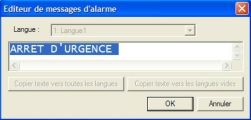 Editeur de messages d'alarme
Langue : 1: Langue1
ARRET D'URGENCE
Copier texte vers toutes les langues Copier texte vers les langues vides
OK Annuler